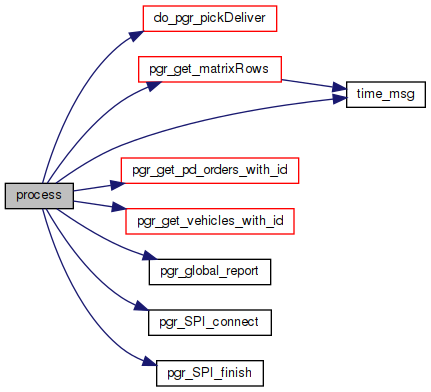 do_pgr_pickDeliver
pgr_get_matrixRows
time_msg
pgr_get_pd_orders_with_id
process
pgr_get_vehicles_with_id
pgr_global_report
pgr_SPI_connect
pgr_SPI_finish